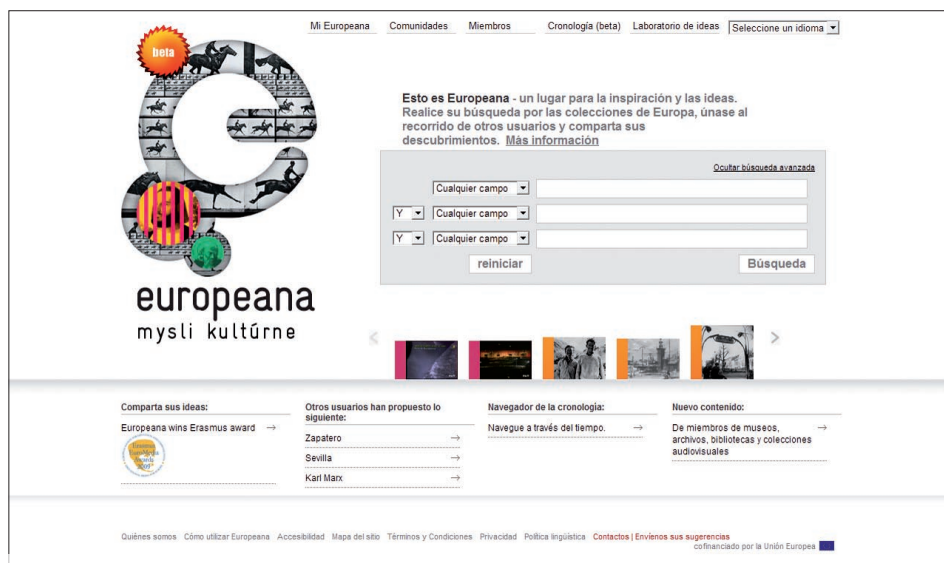 Mi Europeana Comunidades Miembros Cronología (beta) Laboratorio de ideas Seleccione un idioma
beta
Esto es Europeana - un lugar para la inspiración y las ideas.
Realice su búsqueda por las colecciones de Europa, únase al
recorrido de otros usuarios y comparta sus
descubrimientos. Más información
Ocultar búsqueda avanzada
Cualquier campo
Y Cualquier campo
Y Cualquier campo
reiniciar Búsqueda
europeana
mysli kultúrne
Comparta sus ideas:
Europeana wins Erasmus award →
Erasmus
EuroMedia
Awards
2009
Otros usuarios han propuesto lo
siguiente:
Zapatero →
Sevilla →
Karl Marx →
Navegador de la cronología:
Navegue a través del tiempo. →
Nuevo contenido:
De miembros de museos, →
archivos, bibliotecas y colecciones
audiovisuales
Quiénes somos Cómo utilizar Europeana Accesibilidad Mapa del sitio Términos y Condiciones Privacidad Política lingüística Contactos | Envíenos sus sugerencias
cofinanciado por la Unión Europea